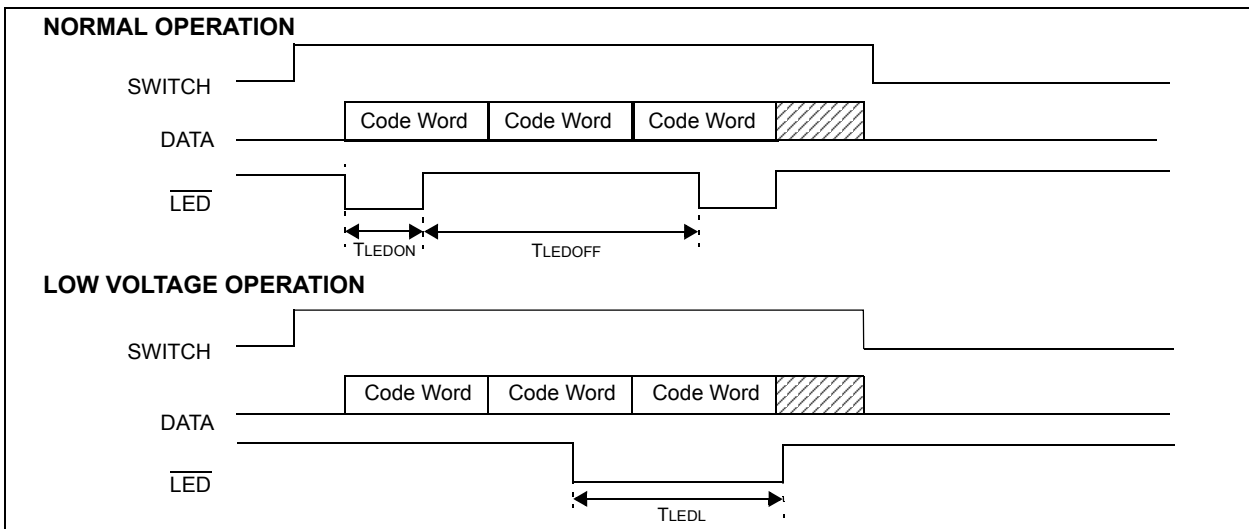 NORMAL OPERATION
SWITCH
Code Word Code Word Code Word
DATA
LED
TLEDON TLEDOFF
LOW VOLTAGE OPERATION
SWITCH
Code Word Code Word Code Word
DATA
LED
TLEDL